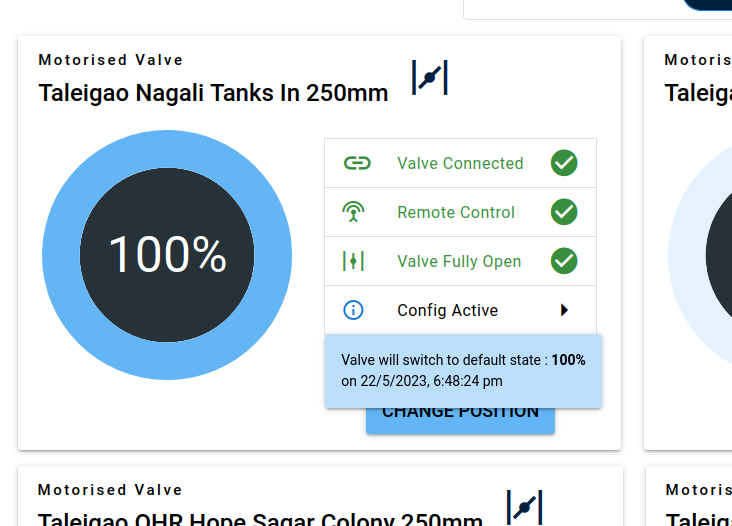 Motorised Valve
Taleigao Nagali Tanks In 250mm
100%
Valve Connected
Remote Control
Valve Fully Open
Config Active
Valve will switch to default state : 100%
on 22/5/2023, 6:48:24 pm
CHANGE POSITION
Motoris
Taleiga
Motorised Valve
Taleigao OHR Hope Sagar Colony 250mm
Motoris
Taleiga